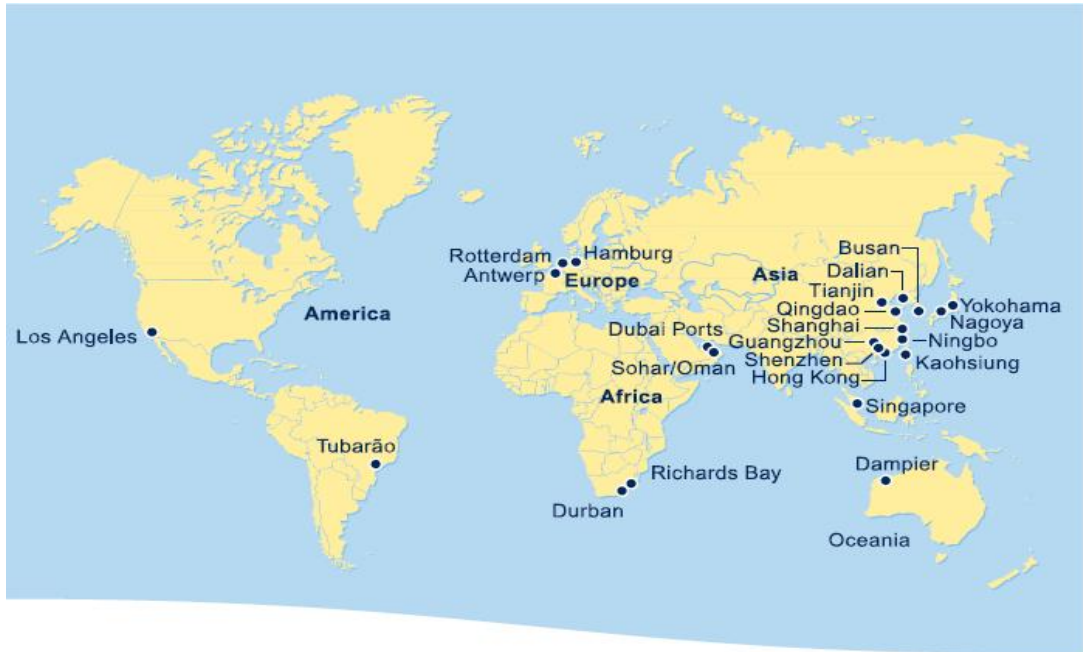 Busan
Rotterdam
Hamburg
Dalian
Antwerp
Europe
Asia
Tianjin
America
Qingdao
Yokohama
Los Angeles
Dubai Ports
Shanghai
Nagoya
Guangzhou
Ningbo
Sohar/Oman
Shenzhen
Kaohsiung
Hong Kong
Africa
Singapore
Tubarão
Richards Bay
Dampier
Durban
Oceania